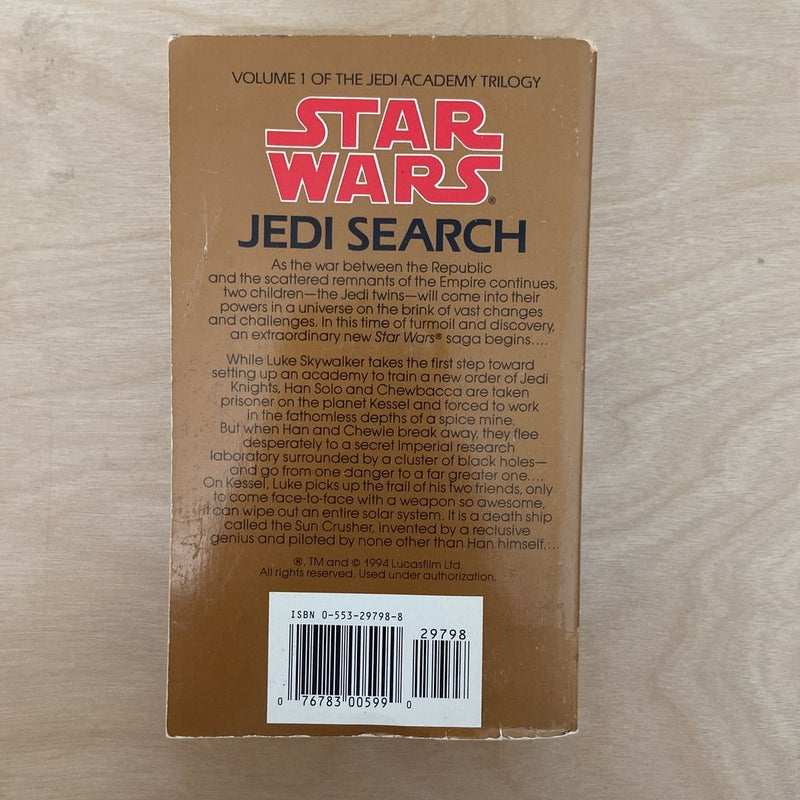 VOLUME 1 OF THE JEDI ACADEMY TRILOGY
STAR
WARS®
JEDI SEARCH
As the war between the Republic
and the scattered remnants of the Empire continues,
two children—the Jedi twins—will come into their
powers in a universe on the brink of vast changes
and challenges. In this time of turmoil and discovery,
an extraordinary new Star Wars® saga begins....
While Luke Skywalker takes the first step toward
setting up an academy to train a new order of Jedi
Knights, Han Solo and Chewbacca are taken
prisoner on the planet Kessel and forced to work
in the fathomless depths of a spice mine.
But when Han and Chewie break away, they flee
desperately to a secret Imperial research
laboratory surrounded by a cluster of black holes—
and go from one danger to a far greater one....
On Kessel, Luke picks up the trail of his two friends, only
to come face-to-face with a weapon so awesome,
it can wipe out an entire solar system. It is a death ship
called the Sun Crusher, invented by a reclusive
genius and piloted by none other than Han himself....
®, TM and © 1994 Lucasfilm Ltd.
All rights reserved. Used under authorization.
ISBN 0-553-29798-8
29798
0 76783 00599 0